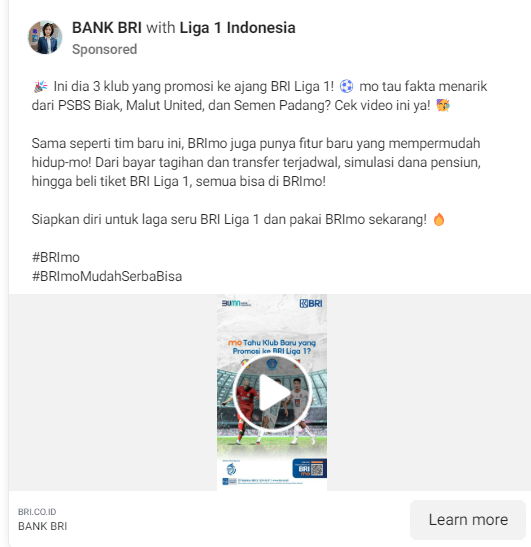 BANK BRI with Liga 1 Indonesia
Sponsored
🎉 Ini dia 3 klub yang promosi ke ajang BRI Liga 1! ⚽ mo tau fakta menarik
dari PSBS Biak, Malut United, dan Semen Padang? Cek video ini ya! 🥳
Sama seperti tim baru ini, BRImo juga punya fitur baru yang mempermudah
hidup-mo! Dari bayar tagihan dan transfer terjadwal, simulasi dana pensiun,
hingga beli tiket BRI Liga 1, semua bisa di BRImo!
Siapkan diri untuk laga seru BRI Liga 1 dan pakai BRImo sekarang! 🔥
#BRImo
#BRImoMudahSerbaBisa
BUMN
BRI
mo Tahu Klub Baru yang
Promosi ke BRI Liga 1?
BRI
mo
BRI.CO.ID
BANK BRI
Learn more